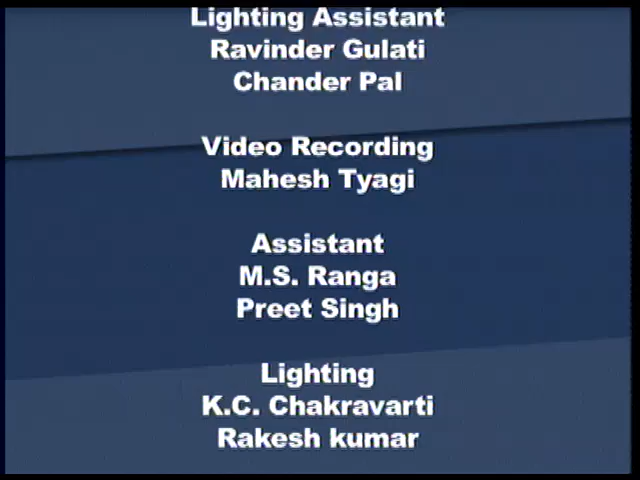 Lighting Assistant
Ravinder Gulati
Chander Pal
Video Recording
Mahesh Tyagi
Assistant
M.S. Ranga
Preet Singh
Lighting
K.C. Chakravarti
Rakesh kumar